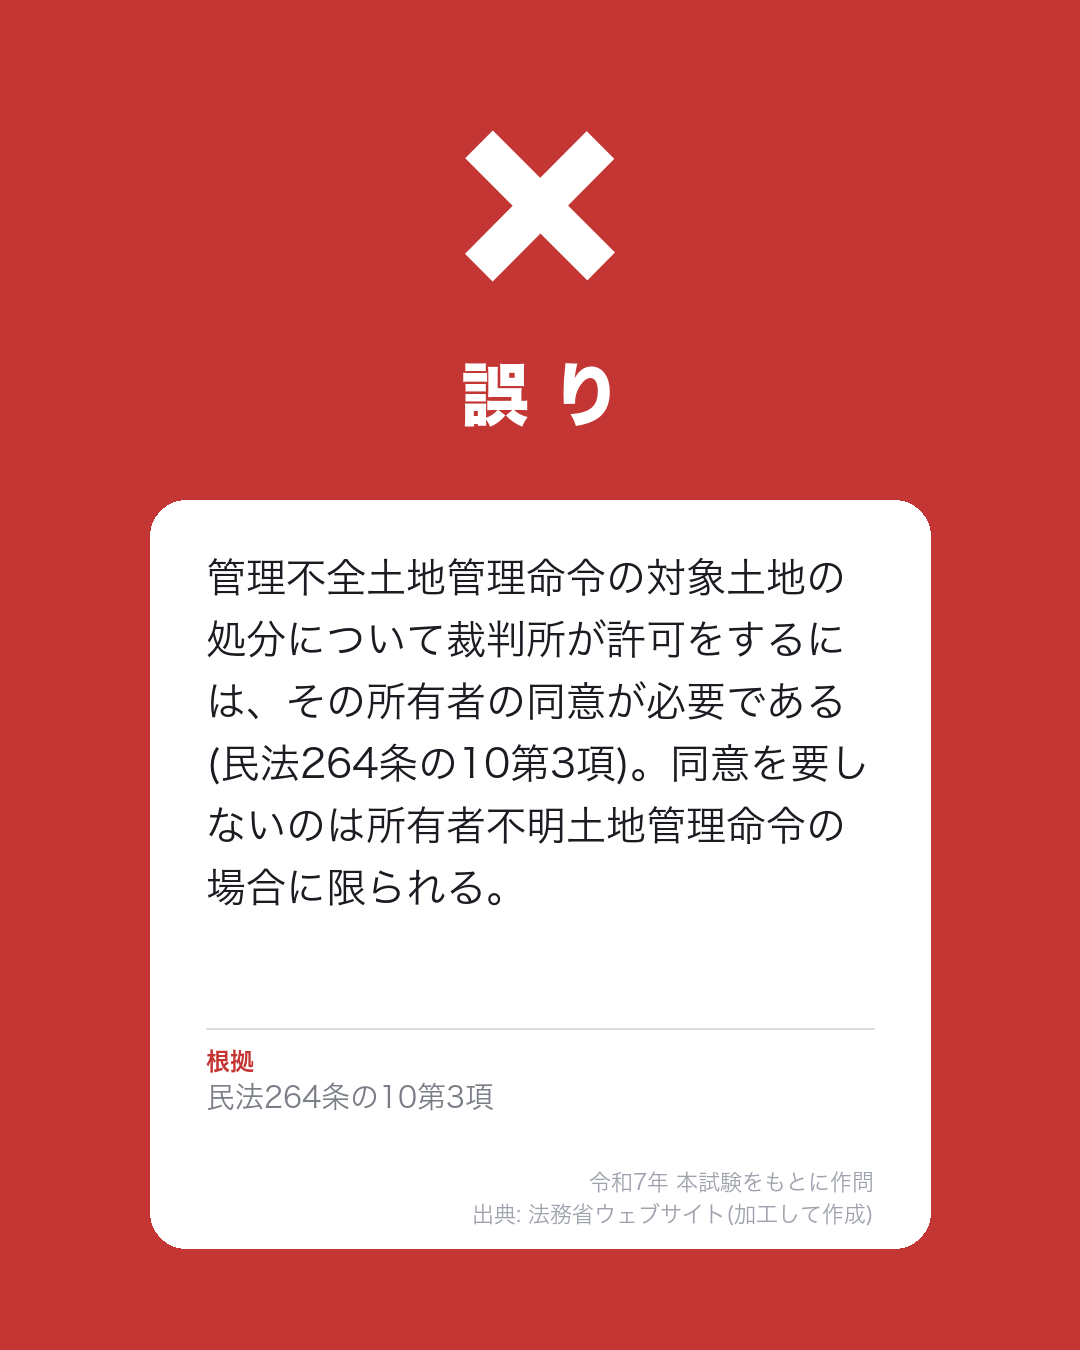 誤り
管理不全土地管理命令の対象土地の
処分について裁判所が許可をするに
は、その所有者の同意が必要である
(民法264条の10第3項)。同意を要し
ないのは所有者不明土地管理命令の
場合に限られる。
根拠
民法264条の10第3項
令和7年 本試験をもとに作問
出典: 法務省ウェブサイト(加工して作成)